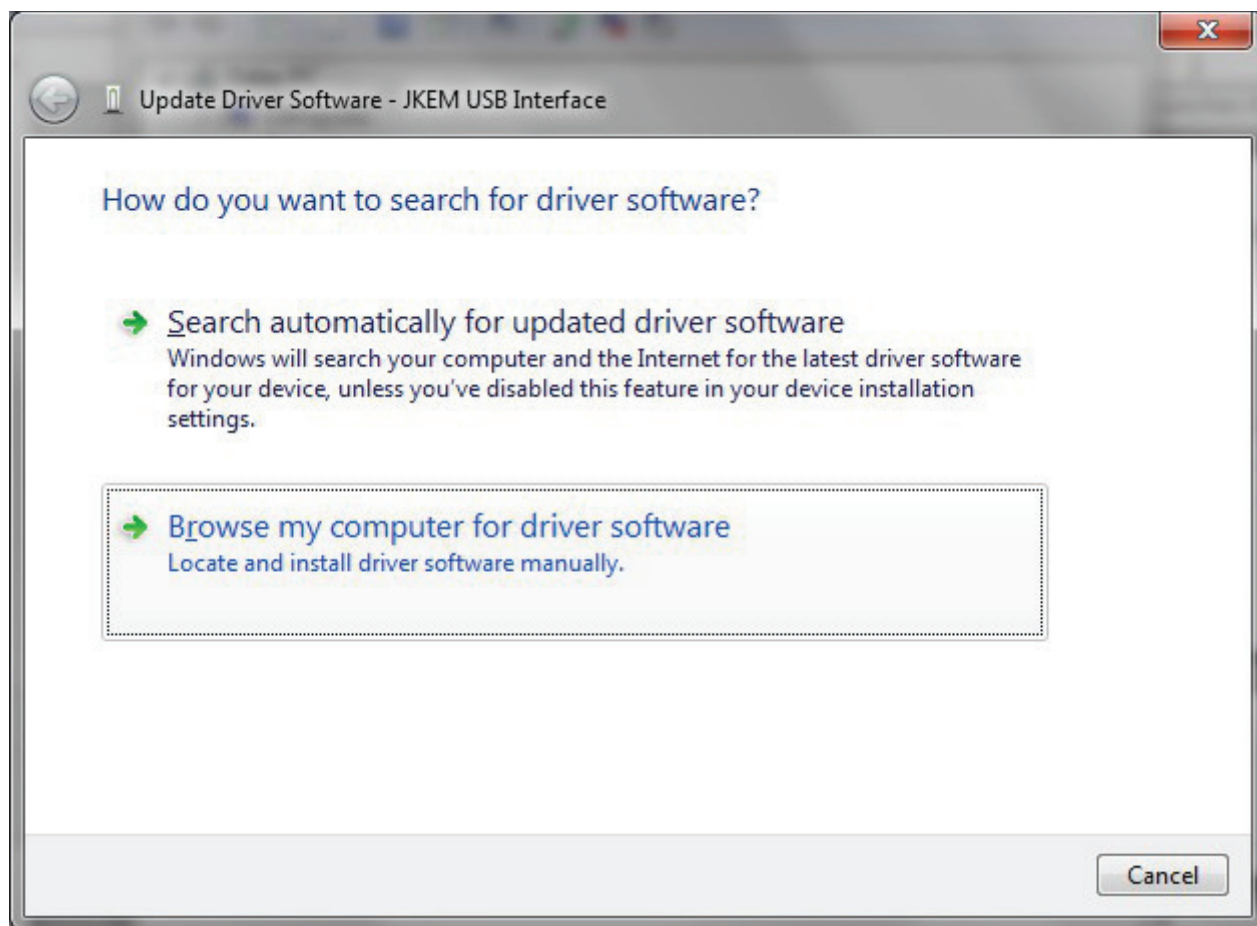 Update Driver Software - JKEM USB Interface
How do you want to search for driver software?
Search automatically for updated driver software
Windows will search your computer and the Internet for the latest driver software
for your device, unless you've disabled this feature in your device installation
settings.
Browse my computer for driver software
Locate and install driver software manually.
Cancel